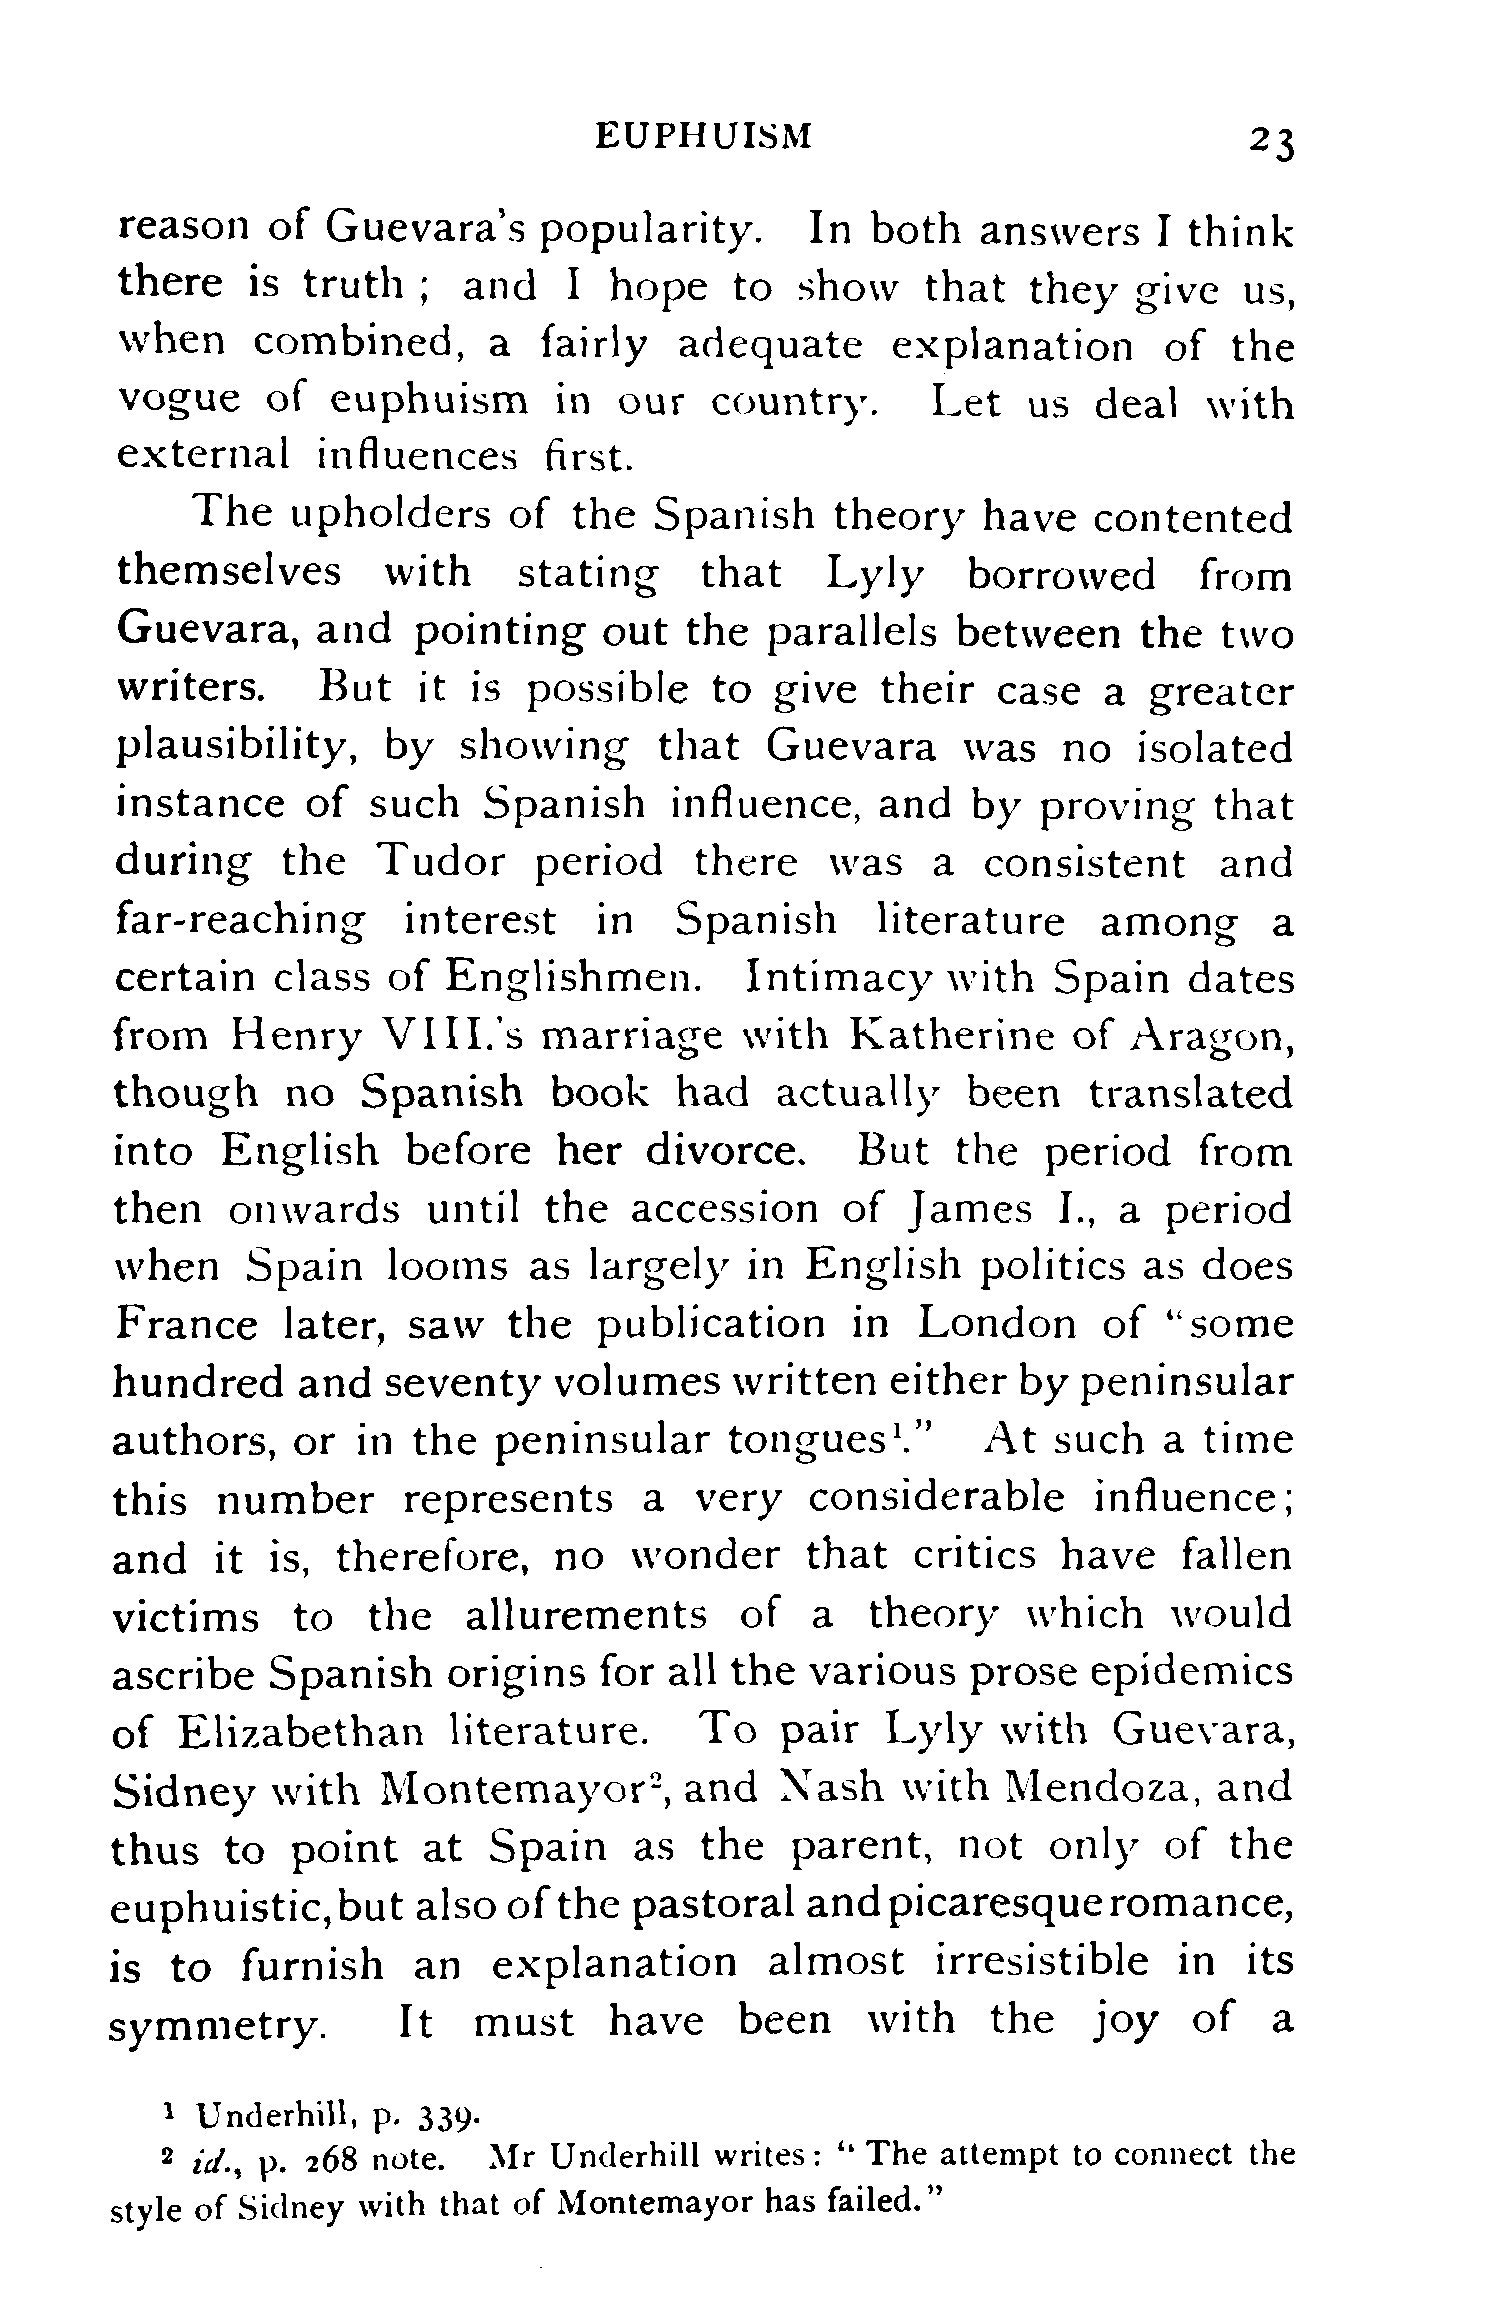 EUPHUISM 23
reason of Guevara's popularity. In both answers I think
there is truth ; and I hope to show that they give us,
when combined, a fairly adequate explanation of the
vogue of euphuism in our country. Let us deal with
external influences first.
The upholders of the Spanish theory have contented
themselves with stating that Lyly borrowed from
Guevara, and pointing out the parallels between the two
writers. But it is possible to give their case a greater
plausibility, by showing that Guevara was no isolated
instance of such Spanish influence, and by proving that
during the Tudor period there was a consistent and
far-reaching interest in Spanish literature among a
certain class of Englishmen. Intimacy with Spain dates
from Henry VIII.'s marriage with Katherine of Aragon,
though no Spanish book had actually been translated
into English before her divorce. But the period from
then onwards until the accession of James I., a period
when Spain looms as largely in English politics as does
France later, saw the publication in London of "some
hundred and seventy volumes written either by peninsular
authors, or in the peninsular tongues¹." At such a time
this number represents a very considerable influence;
and it is, therefore, no wonder that critics have fallen
victims to the allurements of a theory which would
ascribe Spanish origins for all the various prose epidemics
of Elizabethan literature. To pair Lyly with Guevara,
Sidney with Montemayor², and Nash with Mendoza, and
thus to point at Spain as the parent, not only of the
euphuistic, but also of the pastoral and picaresque romance,
is to furnish an explanation almost irresistible in its
symmetry. It must have been with the joy of a
¹ Underhill, p. 339.
² id., p. 268 note. Mr Underhill writes: "The attempt to connect the
style of Sidney with that of Montemayor has failed."